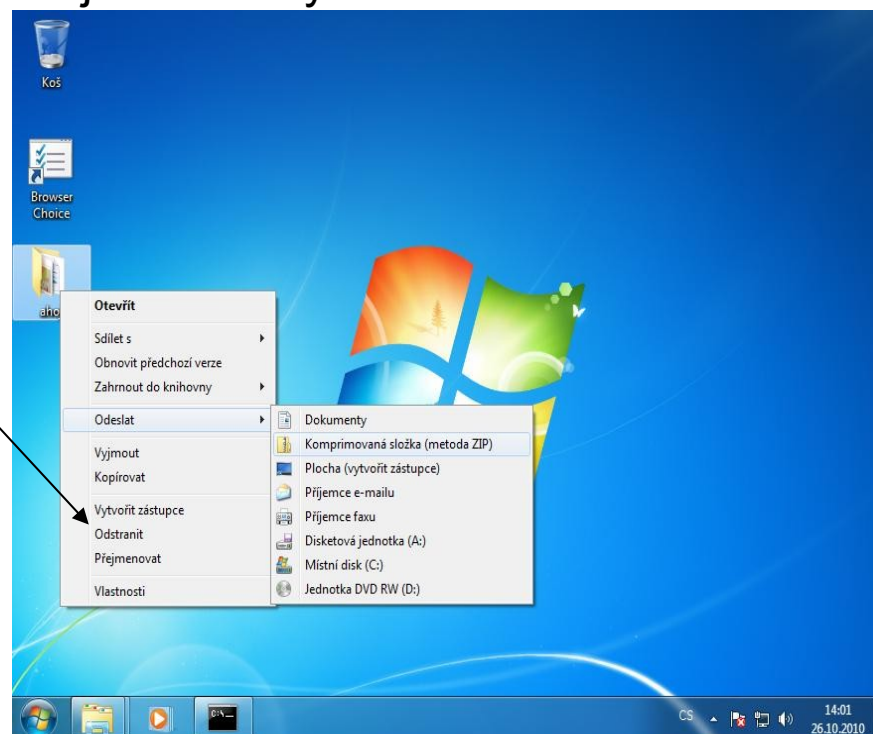 Koš
Browser
Choice
Otevřít
Sdílet s
Obnovit předchozí verze
Zahrnout do knihovny
Odeslat
Vyjmout
Kopírovat
Vytvořit zástupce
Odstranit
Přejmenovat
Vlastnosti
Dokumenty
Komprimovaná složka (metoda ZIP)
Plocha (vytvořit zástupce)
Příjemce e-mailu
Příjemce faxu
Disketová jednotka (A:)
Místní disk (C:)
Jednotka DVD RW (D:)
CS
14:01
26.10.2010